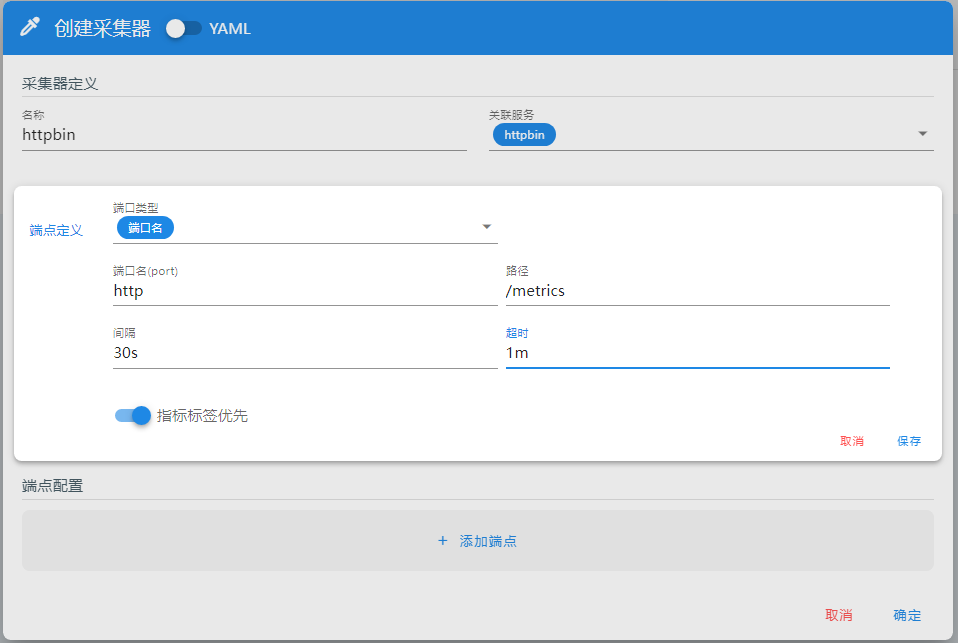 创建采集器 YAML
采集器定义
名称 关联服务
httpbin httpbin
端口类型
端点定义 端口名
端口名(port) 路径
http /metrics
间隔 超时
30s 1m
指标标签优先
取消 保存
端点配置
+ 添加端点
取消 确定